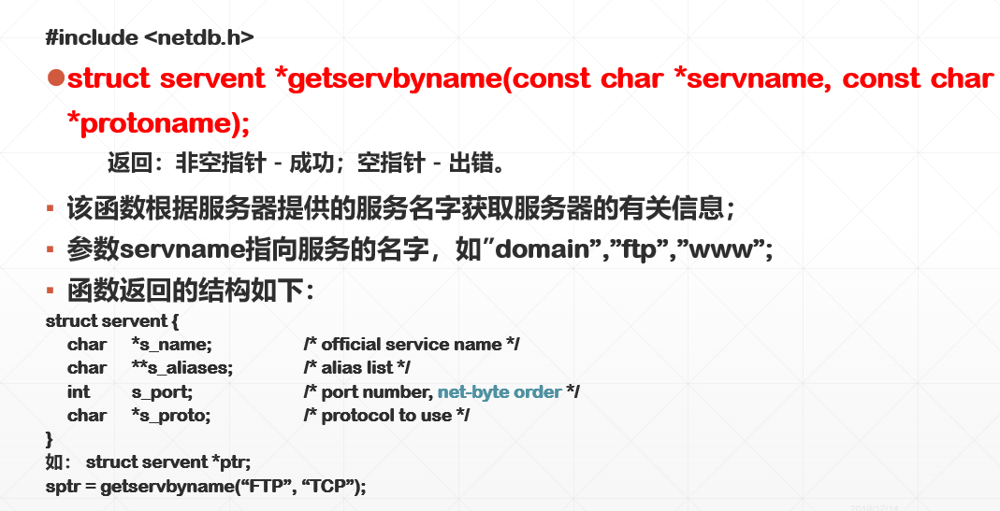 #include <netdb.h>
●struct servent *getservbyname(const char *servname, const char
*protoname);
返回：非空指针－成功；空指针－出错。
▪ 该函数根据服务器提供的服务名字获取服务器的有关信息；
▪ 参数servname指向服务的名字，如”domain”,”ftp”,”www”;
▪ 函数返回的结构如下：
struct servent {
char *s_name; /* official service name */
char **s_aliases; /* alias list */
int s_port; /* port number, net-byte order */
char *s_proto; /* protocol to use */
}
如： struct servent *ptr;
sptr = getservbyname(“FTP”, “TCP”);
2019/12/14